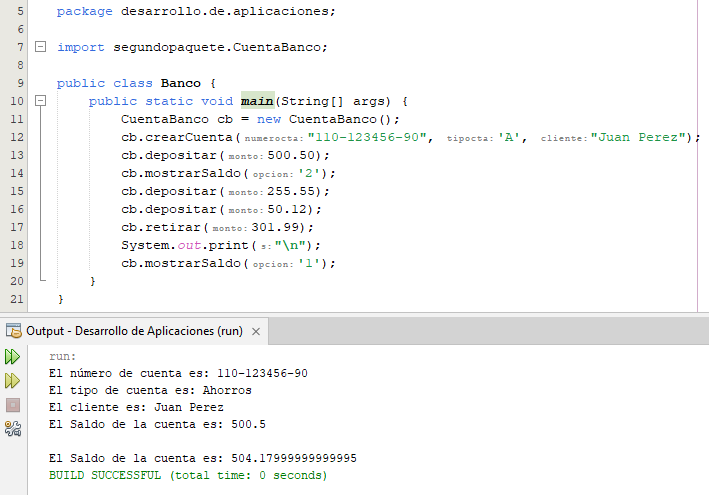 5 package desarrollo.de.aplicaciones;
6
7 import segundopaquete.CuentaBanco;
8
9 public class Banco {
10 public static void main(String[] args) {
11 CuentaBanco cb = new CuentaBanco();
12 cb.crearCuenta( numerocta: "110-123456-90", tipocta: 'A', cliente: "Juan Perez");
13 cb.depositar( monto: 500.50);
14 cb.mostrarSaldo( opcion: '2');
15 cb.depositar( monto: 255.55);
16 cb.depositar( monto: 50.12);
17 cb.retirar( monto: 301.99);
18 System.out.print( s: "\n");
19 cb.mostrarSaldo( opcion: '1');
20 }
21 }
Output - Desarrollo de Aplicaciones (run) ×
run:
El número de cuenta es: 110-123456-90
El tipo de cuenta es: Ahorros
El cliente es: Juan Perez
El Saldo de la cuenta es: 500.5
El Saldo de la cuenta es: 504.17999999999995
BUILD SUCCESSFUL (total time: 0 seconds)